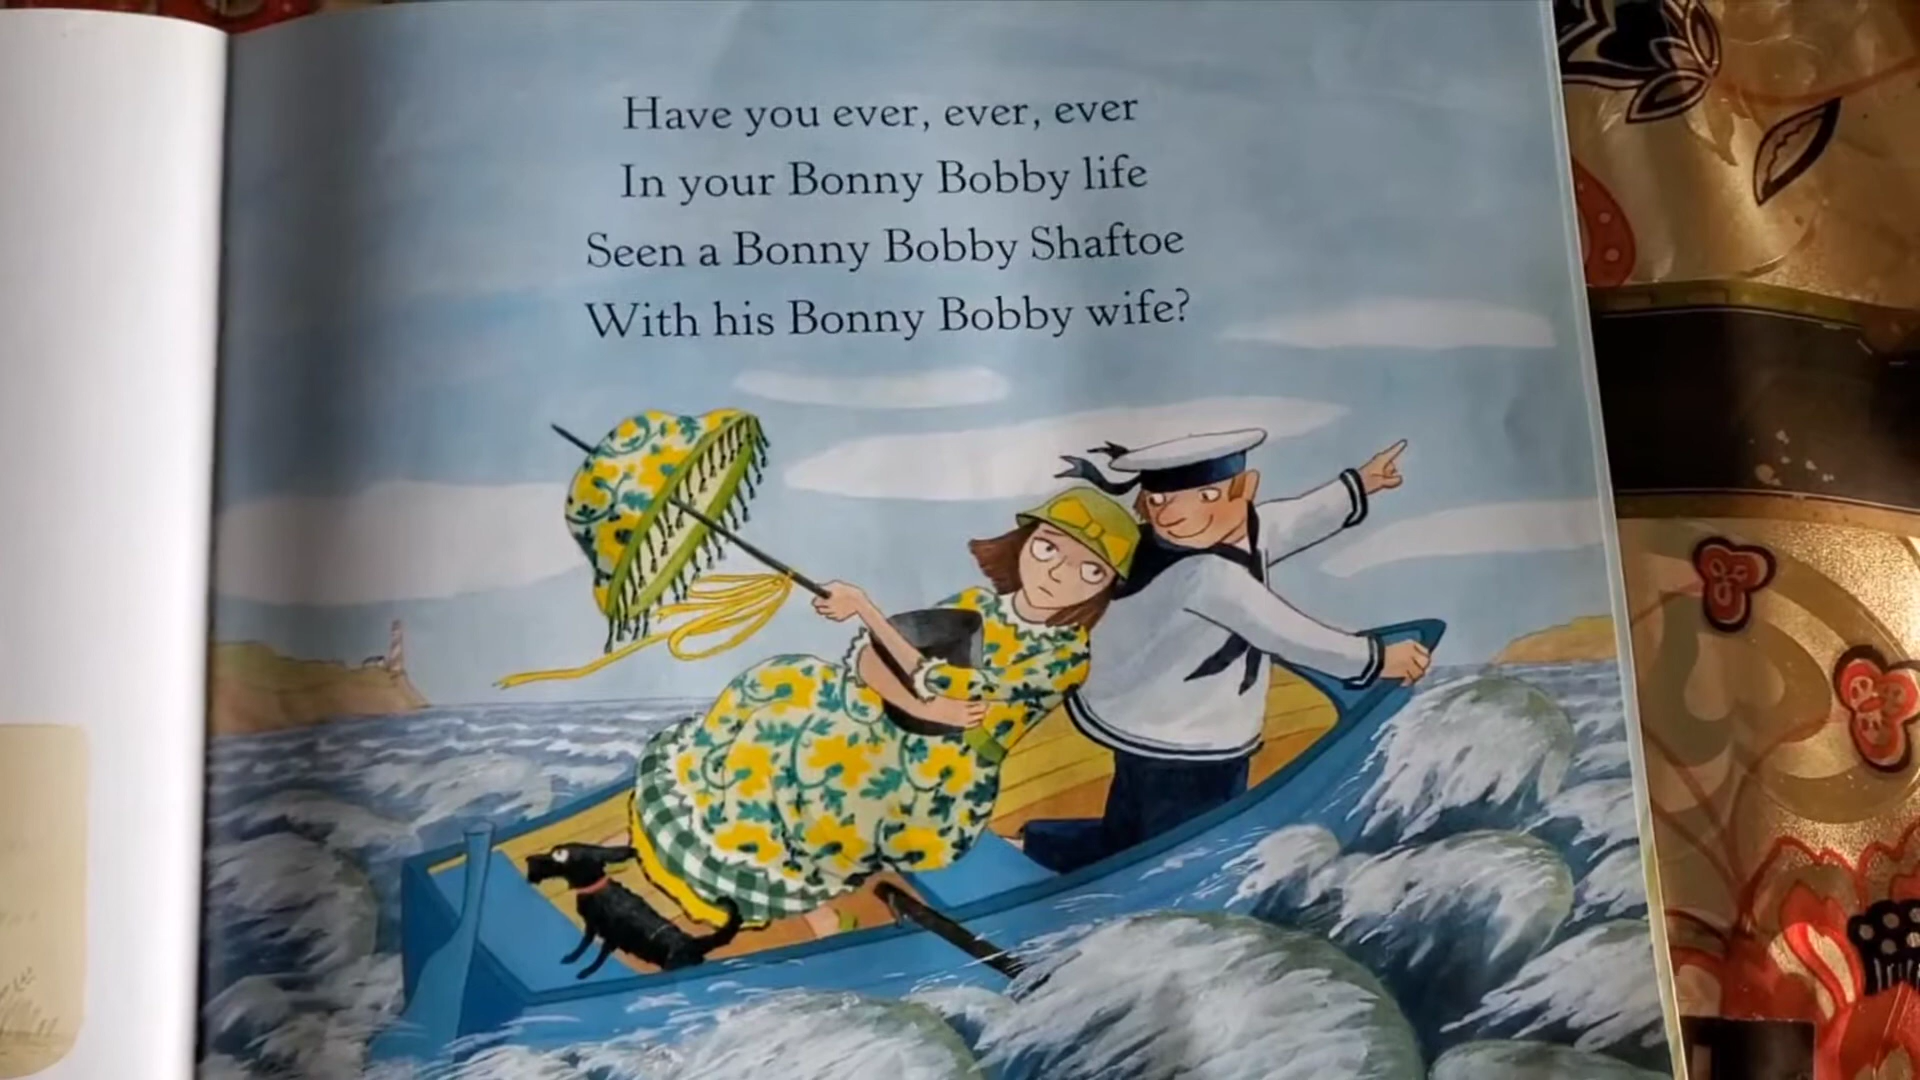 Have you ever, ever, ever
In your Bonny Bobby life
Seen a Bonny Bobby Shaftoe
With his Bonny Bobby wife?